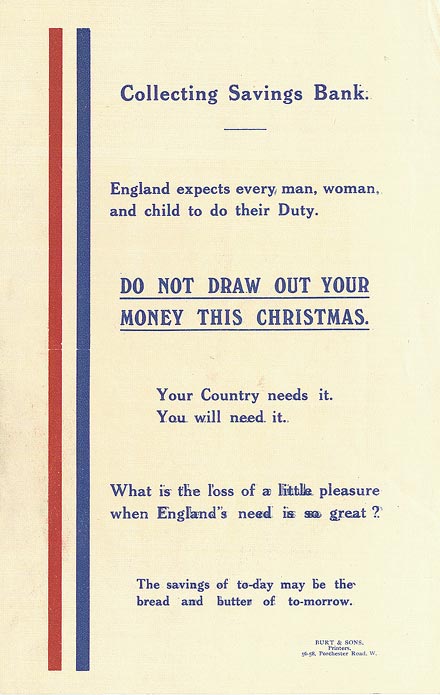 Collecting Savings Bank.
England expects every man, woman,
and child to do their Duty.
DO NOT DRAW OUT YOUR
MONEY THIS CHRISTMAS.
Your Country needs it.
You will need it.
What is the loss of a little pleasure
when England's need is so great?
The savings of to-day may be the
bread and butter of to-morrow.
BURT & SONS,
Printers,
56-58, Porchester Road, W.